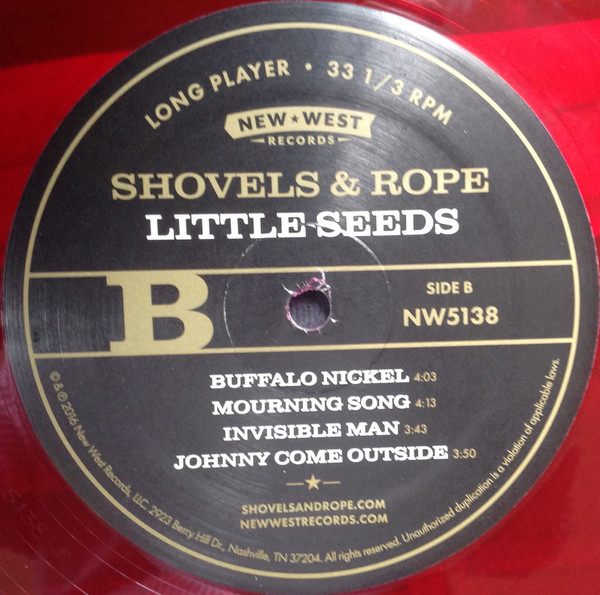 LONG PLAYER • 33 1/3 RPM
NEW★WEST
RECORDS
SHOVELS & ROPE
LITTLE SEEDS
B
SIDE B
NW5138
BUFFALO NICKEL 4:03
MOURNING SONG 4:13
INVISIBLE MAN 3:43
JOHNNY COME OUTSIDE 3:50
SHOVELSANDROPE.COM
NEWWESTRECORDS.COM
© & ℗ 2016 New West Records, LLC. 2923 Berry Hill Dr., Nashville, TN 37204. All rights reserved. Unauthorized duplication is a violation of applicable laws.